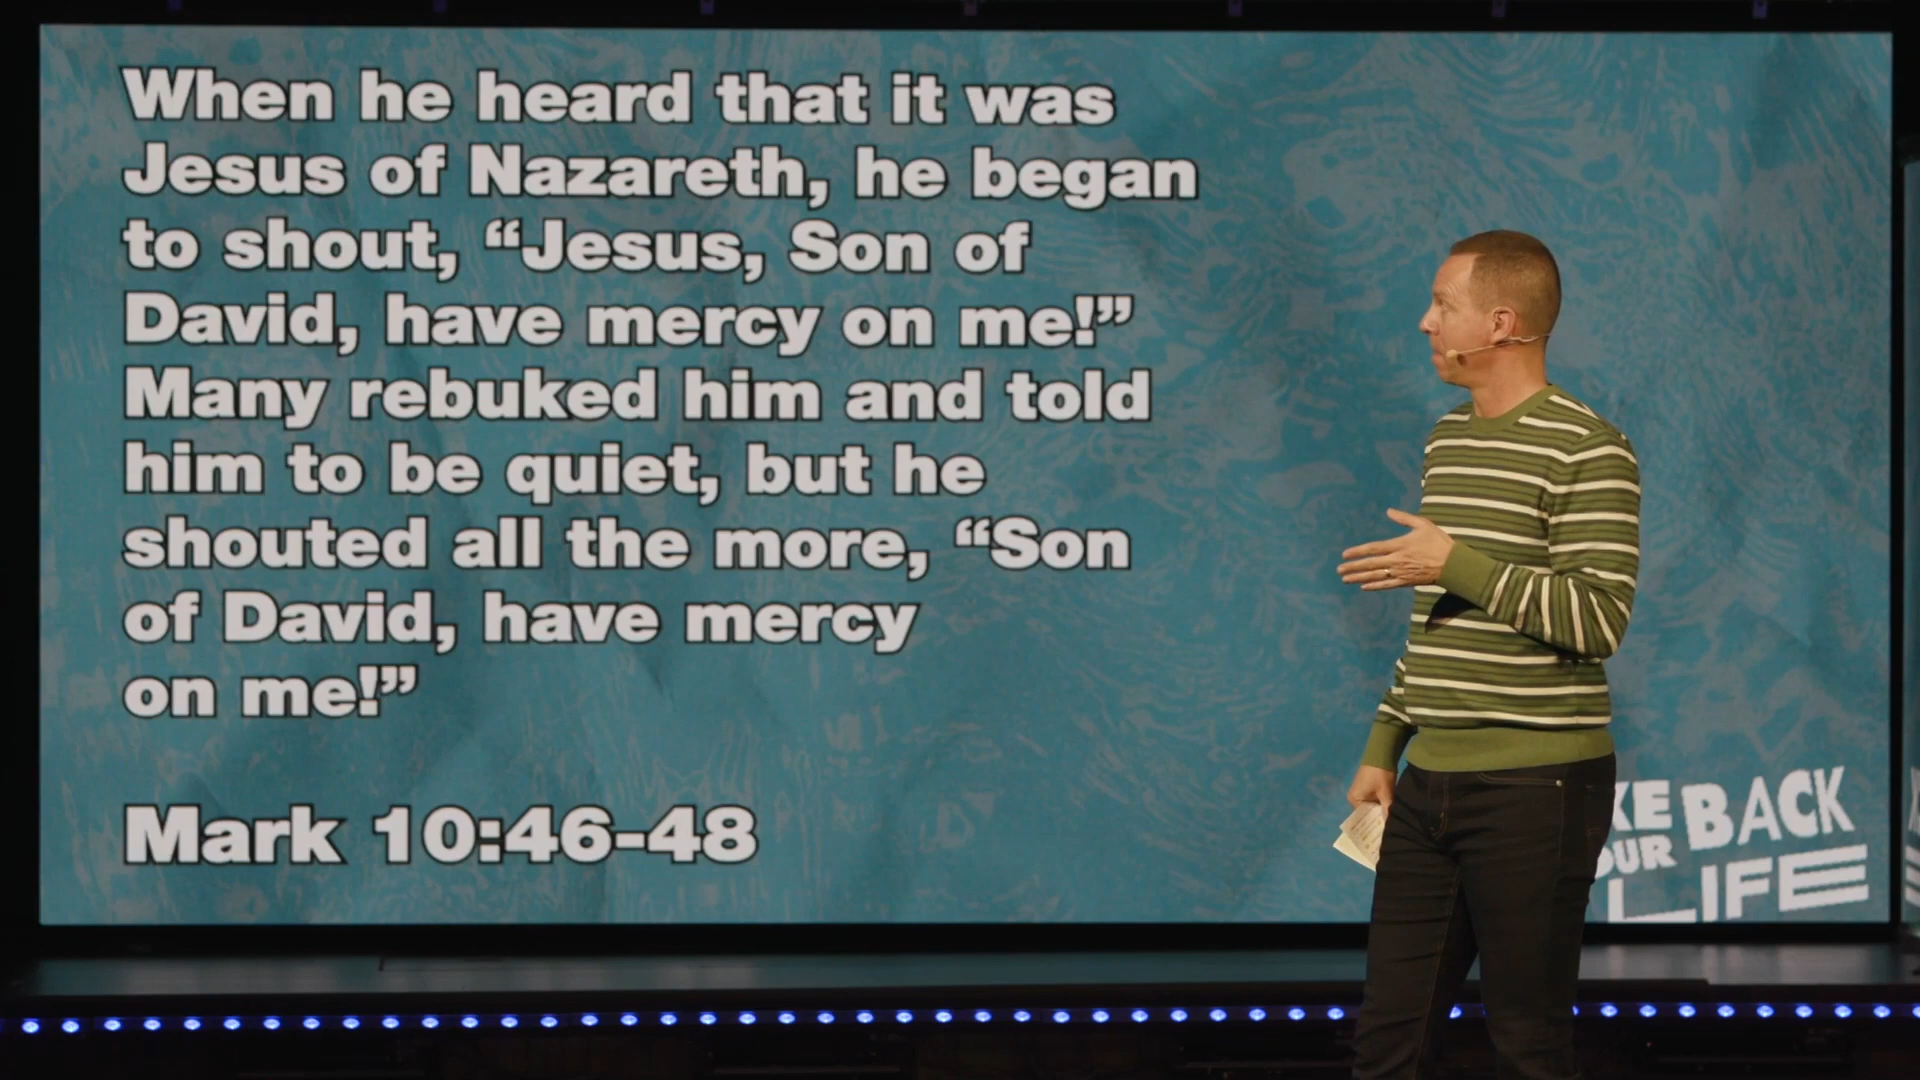 When he heard that it was
Jesus of Nazareth, he began
to shout, “Jesus, Son of
David, have mercy on me!”
Many rebuked him and told
him to be quiet, but he
shouted all the more, “Son
of David, have mercy
on me!”
Mark 10:46-48
BACK
LIFE